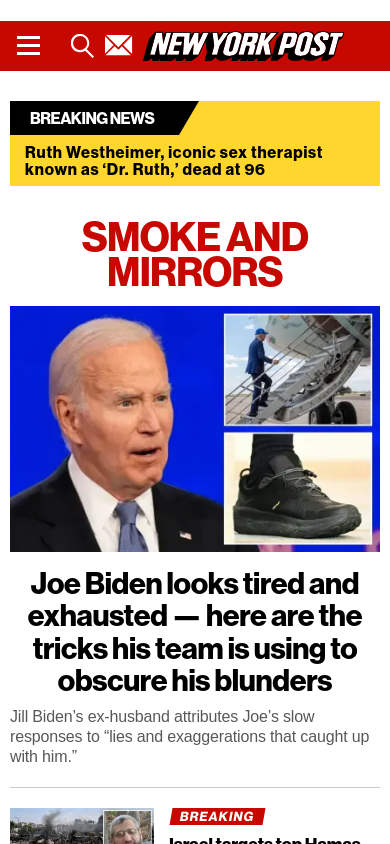 NEW YORK POST
BREAKING NEWS
Ruth Westheimer, iconic sex therapist
known as ‘Dr. Ruth,’ dead at 96
SMOKE AND
MIRRORS
Joe Biden looks tired and
exhausted — here are the
tricks his team is using to
obscure his blunders
Jill Biden’s ex-husband attributes Joe’s slow
responses to “lies and exaggerations that caught up
with him.”
BREAKING
Israel targets top Hamas